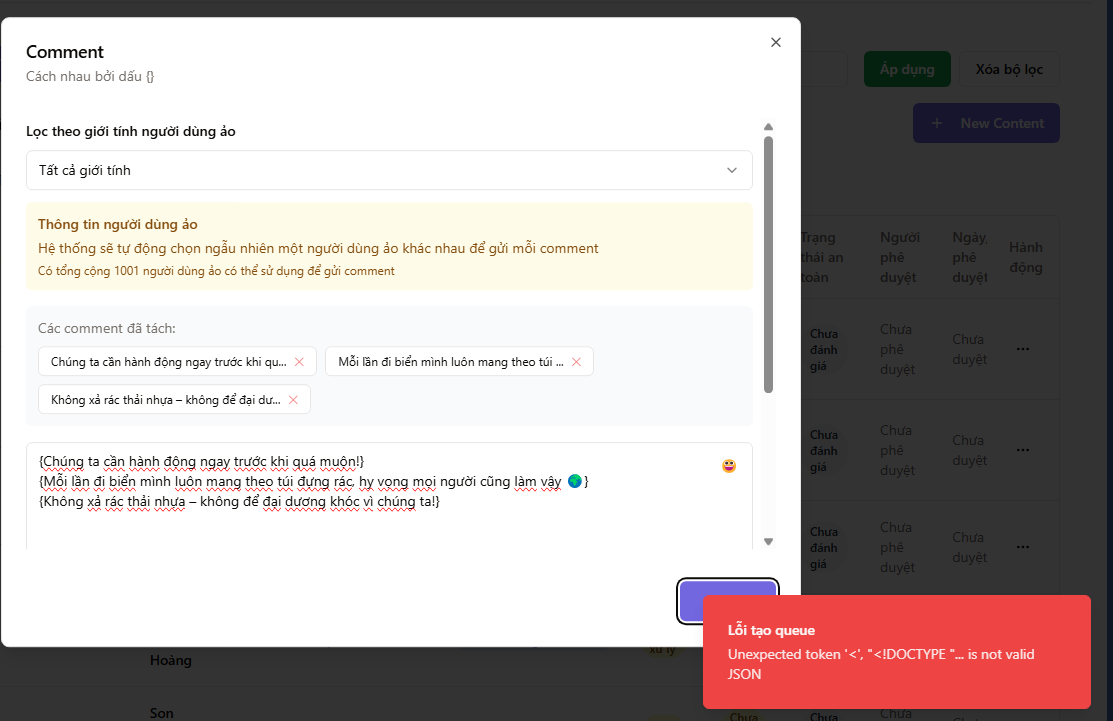 Comment
Cách nhau bởi dấu {}
Áp dụng
Xóa bộ lọc
+ New Content
Lọc theo giới tính người dùng ảo
Tất cả giới tính
Thông tin người dùng ảo
Hệ thống sẽ tự động chọn ngẫu nhiên một người dùng ảo khác nhau để gửi mỗi comment
Có tổng cộng 1001 người dùng ảo có thể sử dụng để gửi comment
Trạng thái an toàn
Người phê duyệt
Ngày phê duyệt
Hành động
Các comment đã tách:
Chúng ta cần hành động ngay trước khi qu...
Mỗi lần đi biển mình luôn mang theo túi ...
Không xả rác thải nhựa – không để đại dư...
Chưa đánh giá
Chưa phê duyệt
Chưa duyệt
...
{Chúng ta cần hành động ngay trước khi quá muộn!}
{Mỗi lần đi biển mình luôn mang theo túi đựng rác, hy vọng mọi người cũng làm vậy 🌍}
{Không xả rác thải nhựa – không để đại dương khóc vì chúng ta!}
Chưa đánh giá
Chưa phê duyệt
Chưa duyệt
...
Chưa đánh giá
Chưa phê duyệt
Chưa duyệt
...
Lỗi tạo queue
Unexpected token '<', "<!DOCTYPE "... is not valid
JSON
Hoàng
xử lý
Son
Chưa
Chưa